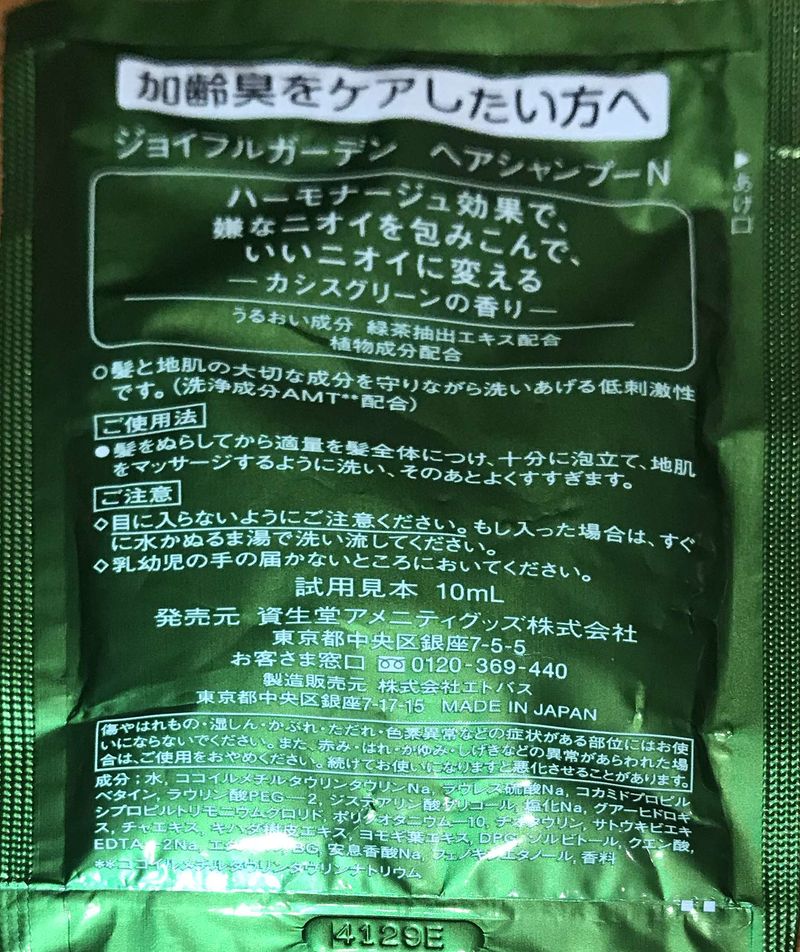 加齢臭をケアしたい方へ
ジョイフルガーデン ヘアシャンプーN
▶あけ口
ハーモナージュ効果で、
嫌なニオイを包みこんで、
いいニオイに変える
―カシスグリーンの香り―
うるおい成分 緑茶抽出エキス配合
植物成分配合
○髪と地肌の大切な成分を守りながら洗いあげる低刺激性
です。(洗浄成分AMT**配合)
ご使用法
●髪をぬらしてから適量を髪全体につけ、十分に泡立て、地肌
をマッサージするように洗い、そのあとよくすすぎます。
ご注意
◇目に入らないようにご注意ください。もし入った場合は、すぐ
に水かぬるま湯で洗い流してください。
◇乳幼児の手の届かないところにおいてください。
試用見本 10mL
発売元 資生堂アメニティグッズ株式会社
東京都中央区銀座7-5-5
お客さま窓口 0120-369-440
製造販売元 株式会社エトバス
東京都中央区銀座7-17-15 MADE IN JAPAN
傷やはれもの・湿しん・かぶれ・ただれ・色素異常などの症状がある部位にはお使
いにならないでください。また、赤み・はれ・かゆみ・しげきなどの異常があらわれた場
合は、ご使用をおやめください。続けてお使いになりますと悪化させることがあります。
成分;水、ココイルメチルタウリンタウリンNa, ラウレス硫酸Na, コカミドプロピル
ベタイン, ラウリン酸PEG―2, ジステアリン酸グリコール, 塩化Na, グアーヒドロキ
シプロピルトリモニウムクロリド, ポリクオタニウム―10, チオタウリン, サトウキビエキ
ス, チャエキス, キハダ樹皮エキス, ヨモギ葉エキス, DPG, ソルビトール, クエン酸,
EDTA―2Na, BG, 安息香酸Na, フェノキシエタノール, 香料
**ココイルメチルタウリンタウリンナトリウム
4129E